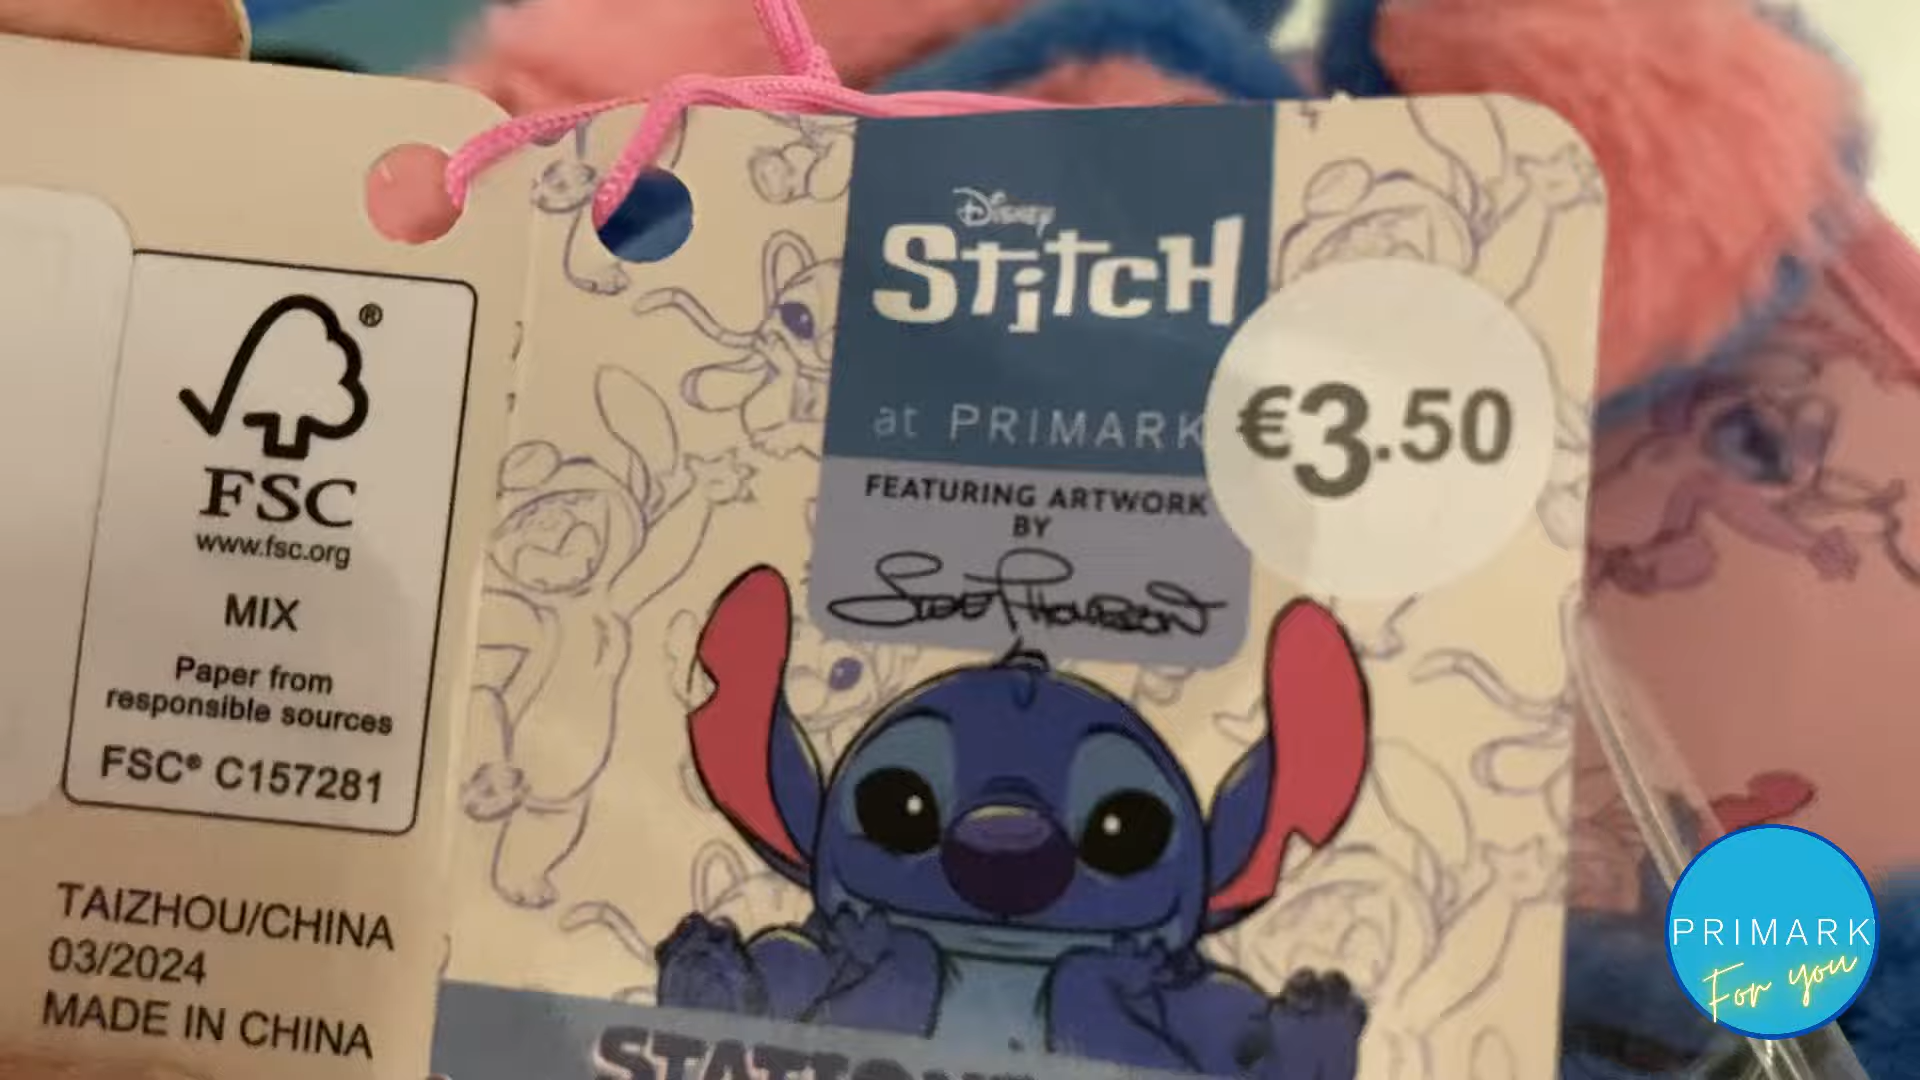 ®
FSC
www.fsc.org
MIX
Paper from
responsible sources
FSC® C157281
TAIZHOU/CHINA
03/2024
MADE IN CHINA
Disney
Stitch
at PRIMARK
€3.50
FEATURING ARTWORK
BY
PRIMARK
For you